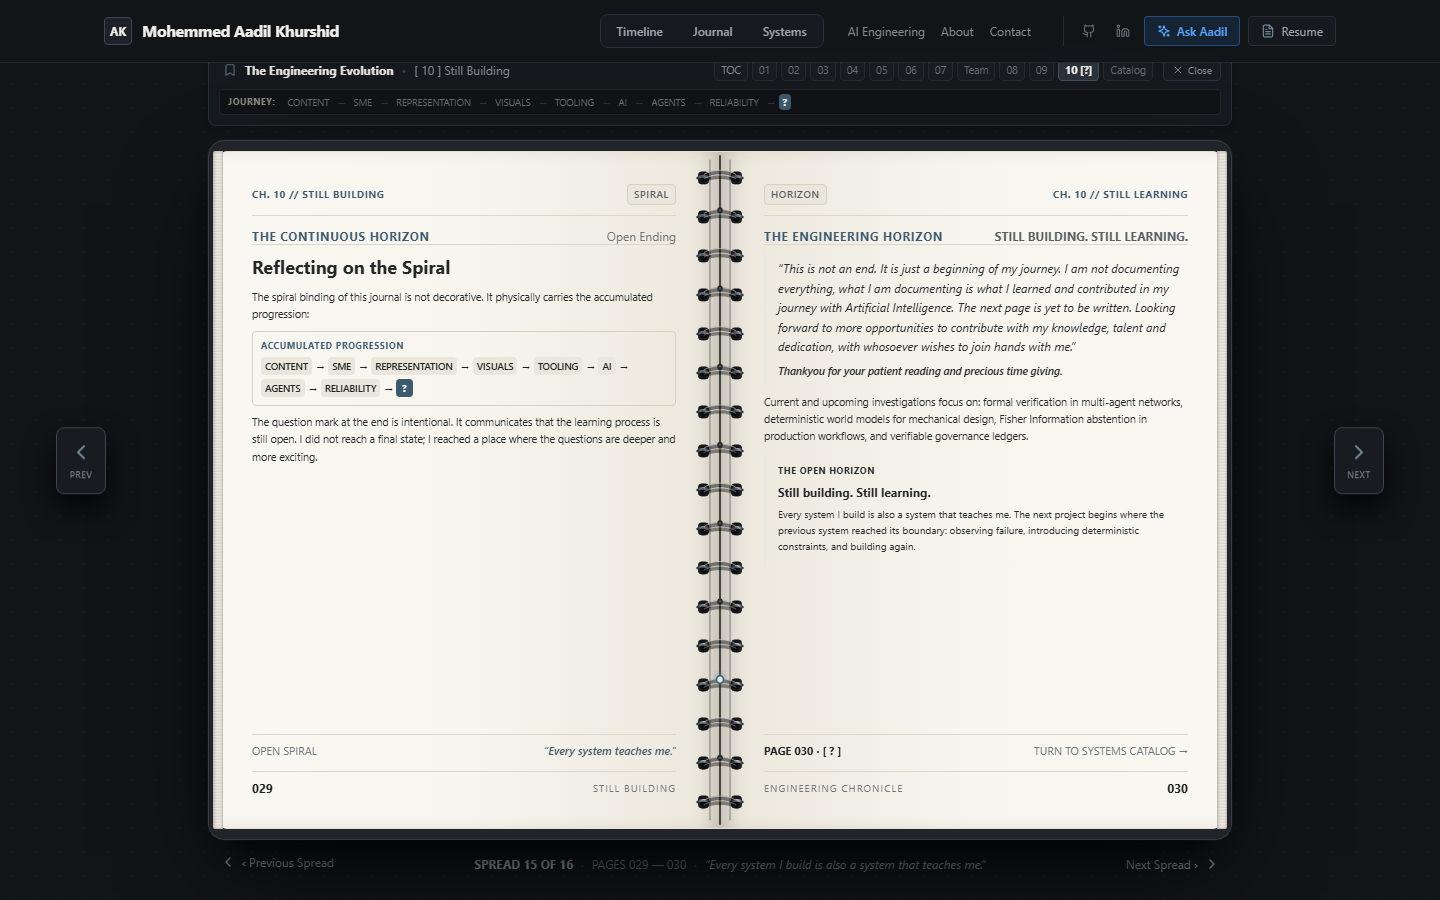 AK Mohemmed Aadil Khurshid Timeline Journal Systems AI Engineering About Contact Ask Aadil Resume
The Engineering Evolution · [ 10 ] Still Building TOC 01 02 03 04 05 06 07 Team 08 09 10 [?] Catalog × Close
JOURNEY: CONTENT — SME — REPRESENTATION — VISUALS — TOOLING — AI — AGENTS — RELIABILITY — ?
CH. 10 // STILL BUILDING SPIRAL
THE CONTINUOUS HORIZON Open Ending
Reflecting on the Spiral
The spiral binding of this journal is not decorative. It physically carries the accumulated
progression:
ACCUMULATED PROGRESSION
CONTENT → SME → REPRESENTATION → VISUALS → TOOLING → AI →
AGENTS → RELIABILITY → ?
The question mark at the end is intentional. It communicates that the learning process is
still open. I did not reach a final state; I reached a place where the questions are deeper and
more exciting.
OPEN SPIRAL “Every system teaches me.”
029 STILL BUILDING
HORIZON CH. 10 // STILL LEARNING
THE ENGINEERING HORIZON STILL BUILDING. STILL LEARNING.
“This is not an end. It is just a beginning of my journey. I am not documenting
everything, what I am documenting is what I learned and contributed in my
journey with Artificial Intelligence. The next page is yet to be written. Looking
forward to more opportunities to contribute with my knowledge, talent and
dedication, with whosoever wishes to join hands with me.”
Thankyou for your patient reading and precious time giving.
Current and upcoming investigations focus on: formal verification in multi-agent networks,
deterministic world models for mechanical design, Fisher Information abstention in
production workflows, and verifiable governance ledgers.
THE OPEN HORIZON
Still building. Still learning.
Every system I build is also a system that teaches me. The next project begins where the
previous system reached its boundary: observing failure, introducing deterministic
constraints, and building again.
PAGE 030 · [ ? ] TURN TO SYSTEMS CATALOG →
ENGINEERING CHRONICLE 030
PREV
NEXT
‹ Previous Spread SPREAD 15 OF 16 · PAGES 029 — 030 · “Every system I build is also a system that teaches me.” Next Spread ›